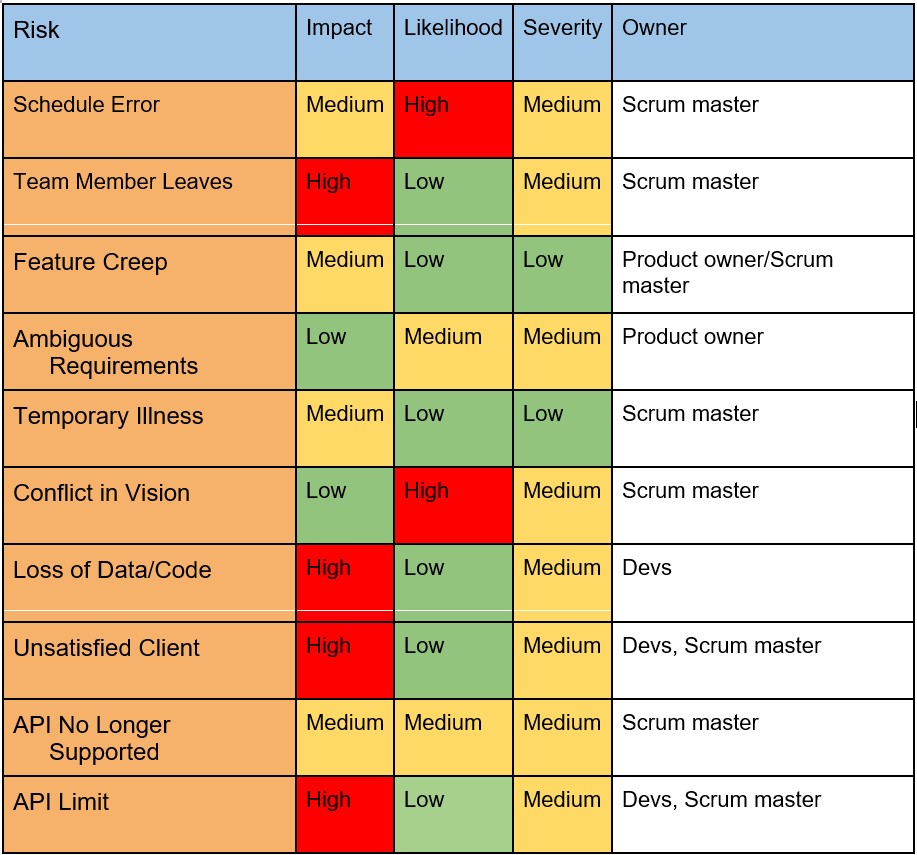 Risk Impact Likelihood Severity Owner
Schedule Error Medium High Medium Scrum master
Team Member Leaves High Low Medium Scrum master
Feature Creep Medium Low Low Product owner/Scrum
master
Ambiguous Low Medium Medium Product owner
Requirements
Temporary Illness Medium Low Low Scrum master
Conflict in Vision Low High Medium Scrum master
Loss of Data/Code High Low Medium Devs
Unsatisfied Client High Low Medium Devs, Scrum master
API No Longer Medium Medium Medium Scrum master
Supported
API Limit High Low Medium Devs, Scrum master